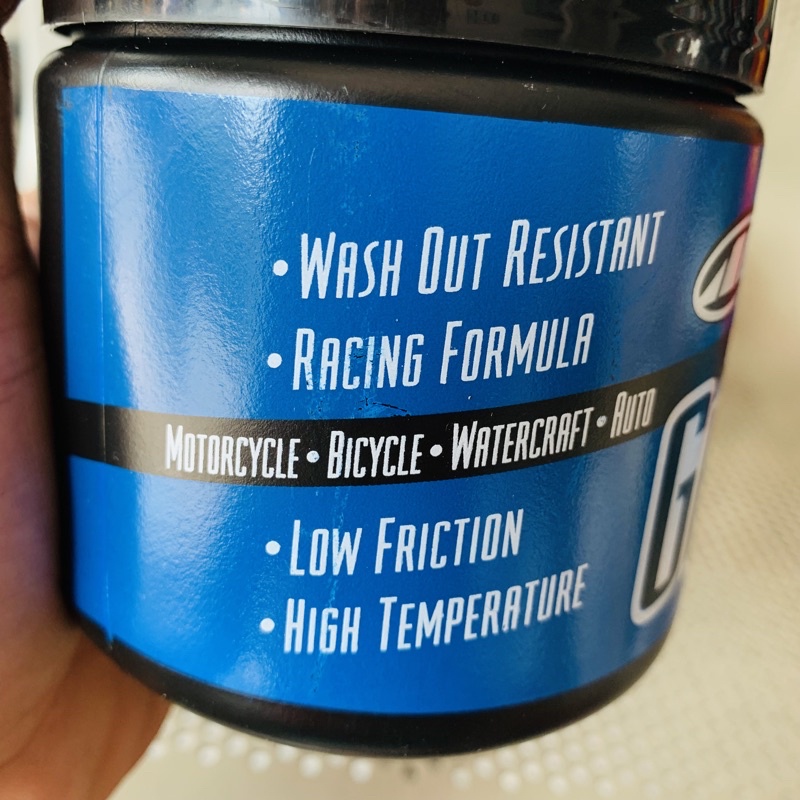 • Wash Out Resistant
• Racing Formula
Motorcycle • Bicycle • Watercraft • Auto
• Low Friction
• High Temperature
G